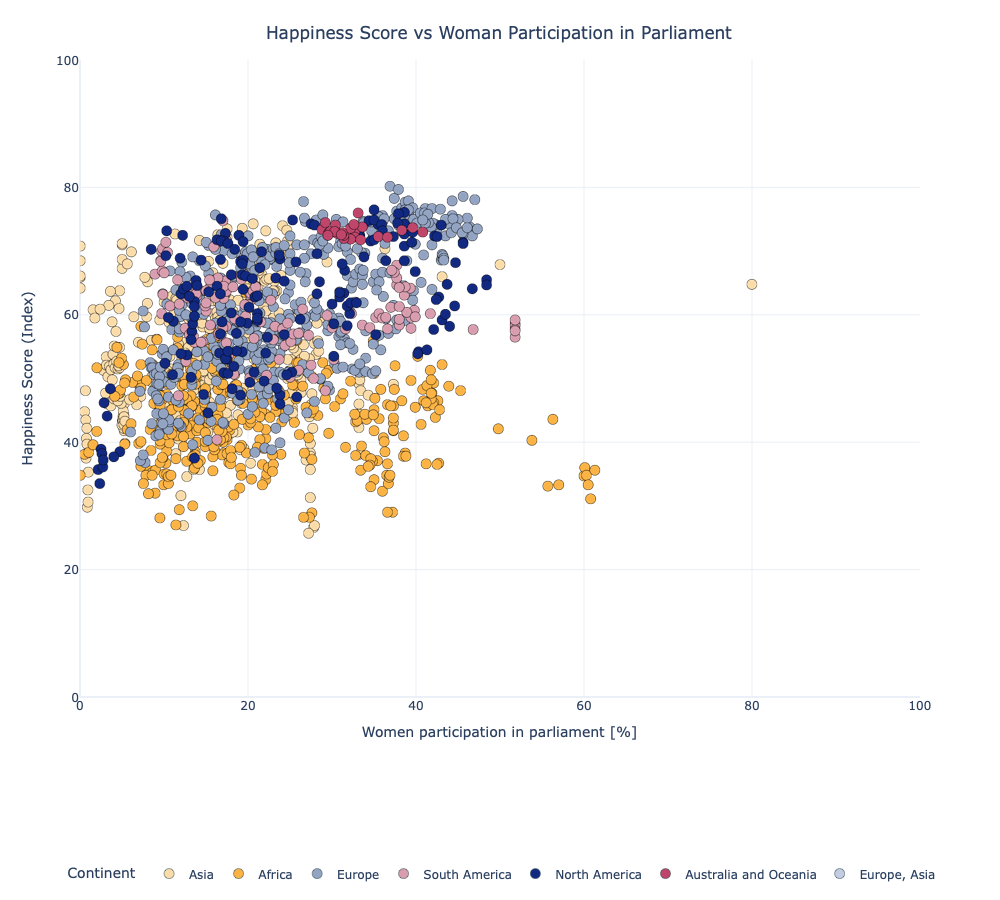 Happiness Score vs Woman Participation in Parliament
100
80
60
40
20
0
Happiness Score (Index)
0 20 40 60 80 100
Women participation in parliament [%]
Continent Asia Africa Europe South America North America Australia and Oceania Europe, Asia